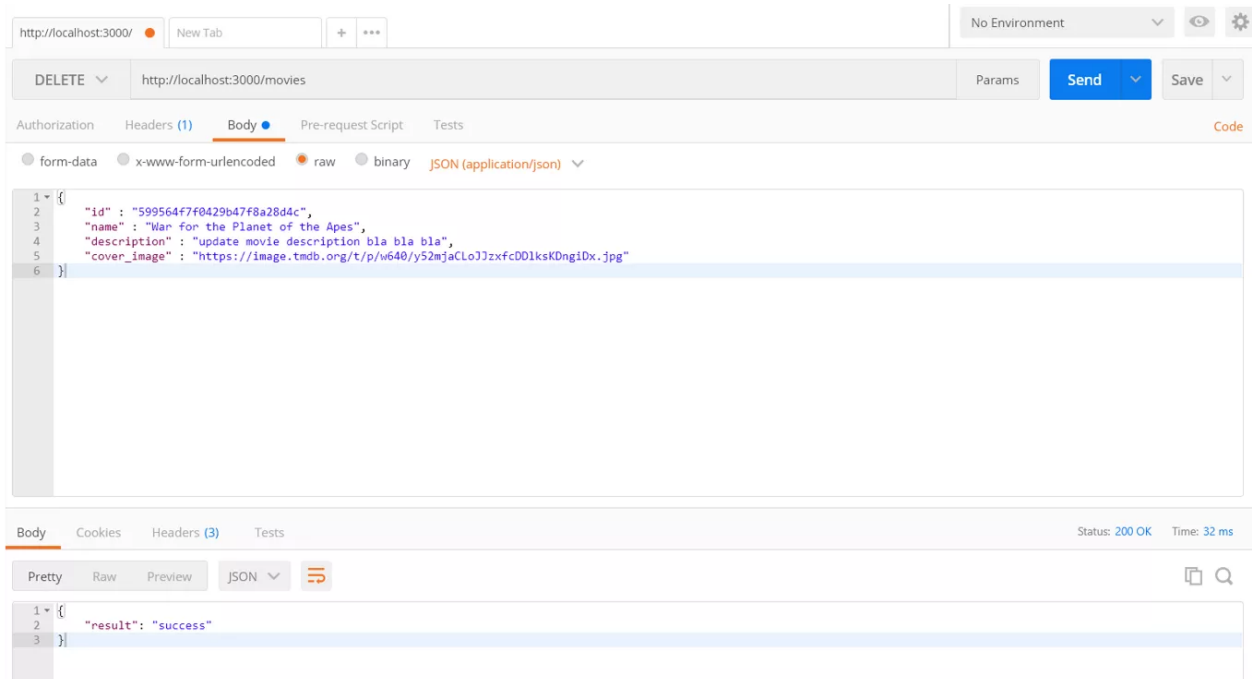 http://localhost:3000/ New Tab + ••• No Environment
DELETE http://localhost:3000/movies Params Send Save
Authorization Headers (1) Body Pre-request Script Tests Code
form-data x-www-form-urlencoded raw binary JSON (application/json)
1 {
2 "id" : "599564f7f0429b47f8a28d4c",
3 "name" : "War for the Planet of the Apes",
4 "description" : "update movie description bla bla bla",
5 "cover_image" : "https://image.tmdb.org/t/p/w640/y52mjaCLoJJzxfcDDlksKDngiDx.jpg"
6 }
Body Cookies Headers (3) Tests Status: 200 OK Time: 32 ms
Pretty Raw Preview JSON
1 {
2 "result": "success"
3 }